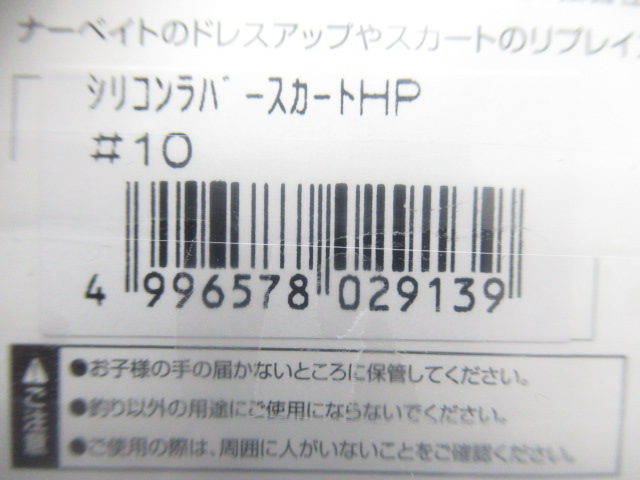 ナーベイトのドレスアップやスカートのリプレイス
シリコンラバースカートHP
#10
4 996578 029139
ご注意
●お子様の手の届かないところに保管してください。
●釣り以外の用途にご使用にならないでください。
●ご使用の際は、周囲に人がいないことをご確認ください。